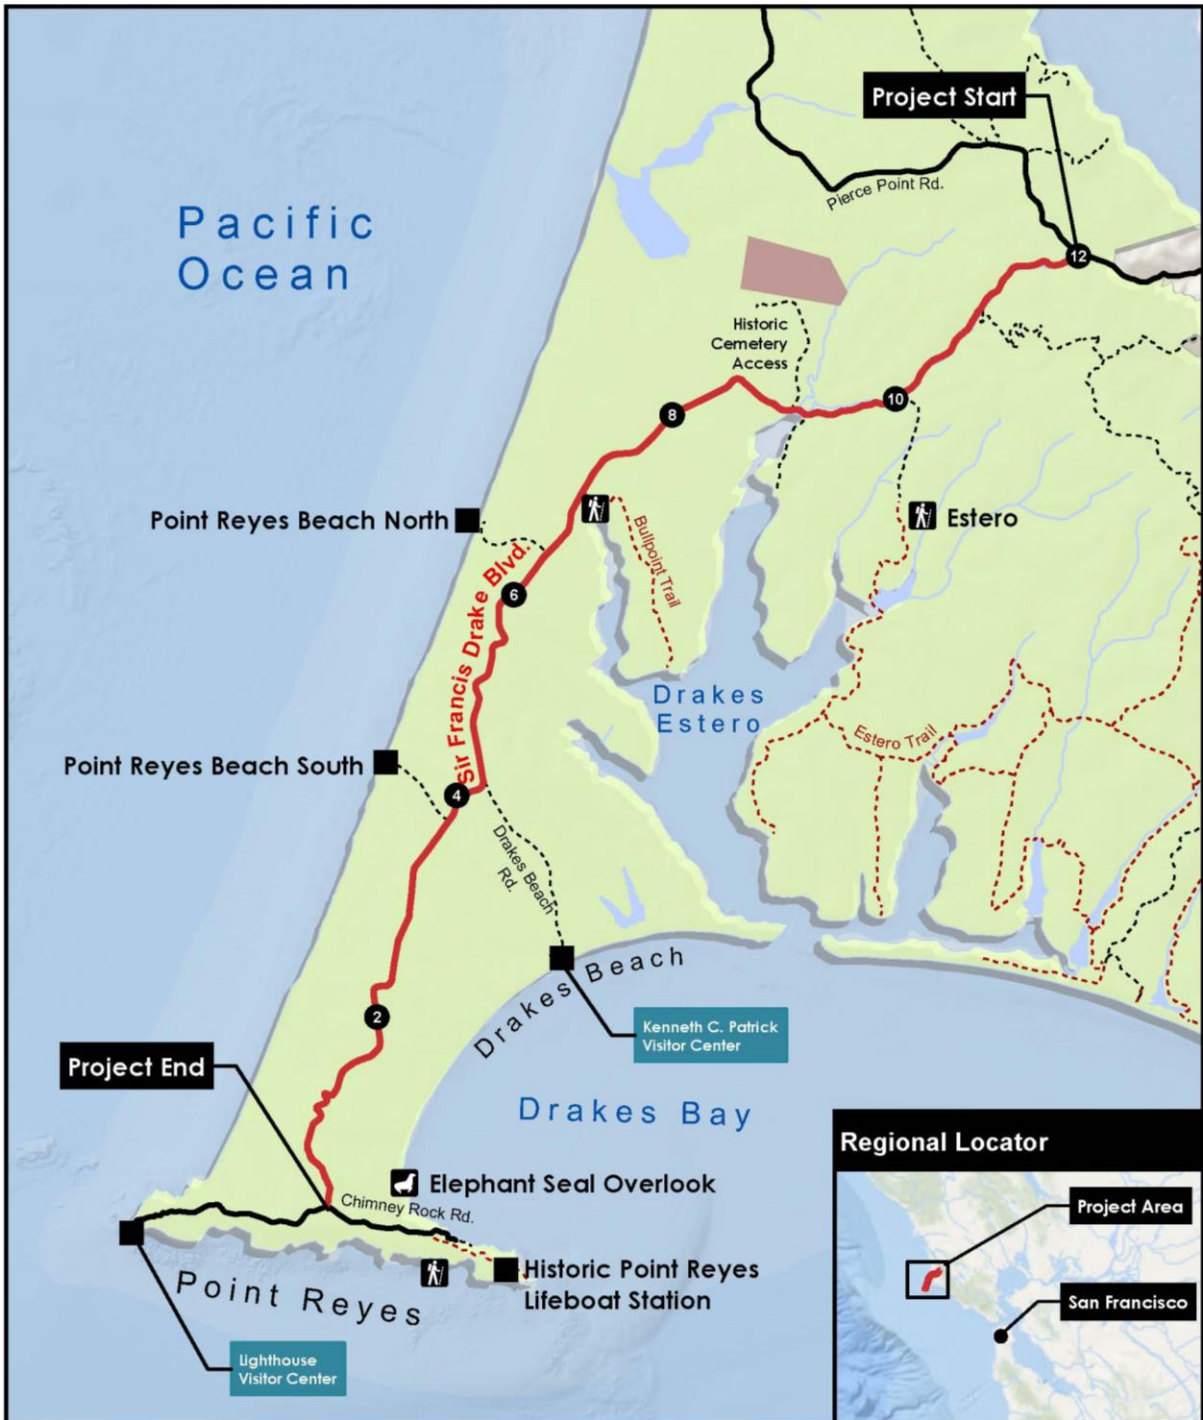 Project Start
Pierce Point Rd.
Pacific
Ocean
12
Historic
Cemetery
Access
10
8
Point Reyes Beach North
Bullpoint Trail
Estero
Sir Francis Drake Blvd.
6
Drakes
Estero
Estero Trail
Point Reyes Beach South
4
Drakes Beach
Rd.
Drakes Beach
2
Kenneth C. Patrick
Visitor Center
Project End
Drakes Bay
Elephant Seal Overlook
Chimney Rock Rd.
Historic Point Reyes
Lifeboat Station
Point Reyes
Lighthouse
Visitor Center
Regional Locator
Project Area
San Francisco